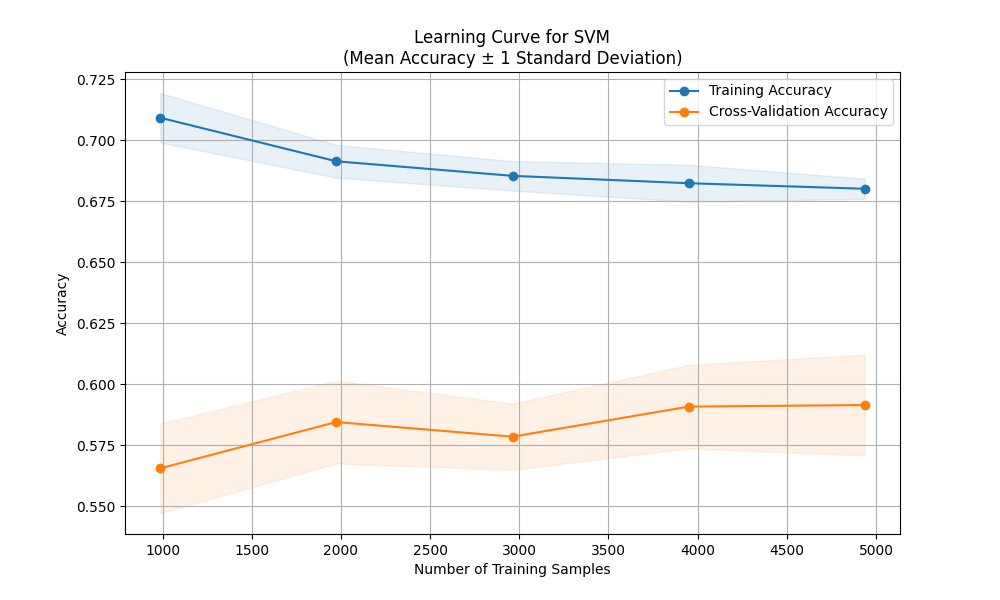 Learning Curve for SVM
(Mean Accuracy ± 1 Standard Deviation)
Training Accuracy
Cross-Validation Accuracy
Accuracy
0.725
0.700
0.675
0.650
0.625
0.600
0.575
0.550
1000 1500 2000 2500 3000 3500 4000 4500 5000
Number of Training Samples